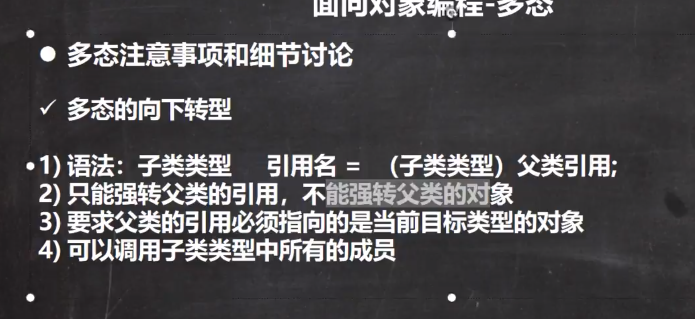 面向对象编程-多态
● 多态注意事项和细节讨论
✓ 多态的向下转型
1) 语法：子类类型 引用名 = （子类类型）父类引用;
2) 只能强转父类的引用，不能强转父类的对象
3) 要求父类的引用必须指向的是当前目标类型的对象
4) 可以调用子类类型中所有的成员